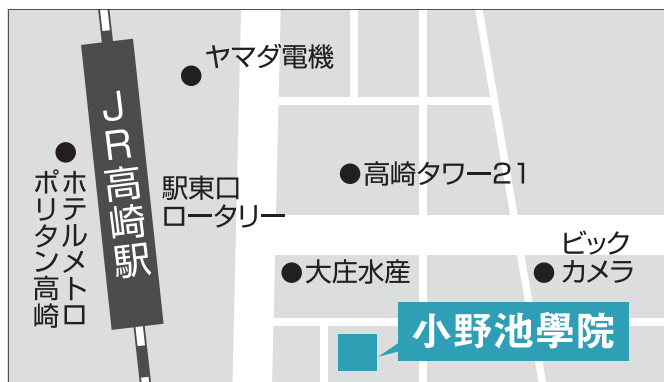 ヤマダ電機
JR高崎駅
ホテルメトロ
ポリタン高崎
駅東口
ロータリー
高崎タワー21
大庄水産
ビック
カメラ
小野池學院